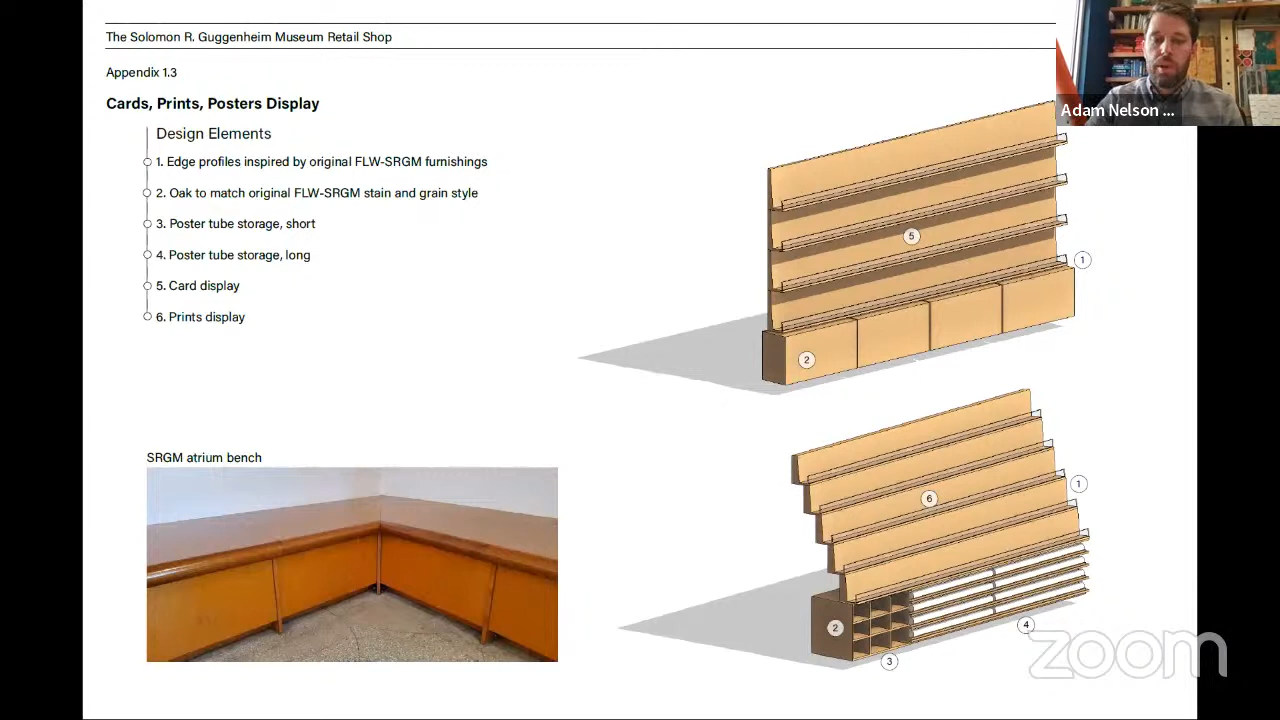 The Solomon R. Guggenheim Museum Retail Shop
Appendix 1.3
Cards, Prints, Posters Display
Design Elements
1. Edge profiles inspired by original FLW-SRGM furnishings
2. Oak to match original FLW-SRGM stain and grain style
3. Poster tube storage, short
4. Poster tube storage, long
5. Card display
6. Prints display
SRGM atrium bench
Adam Nelson ...
5
1
2
6
1
2
4
3
zoom